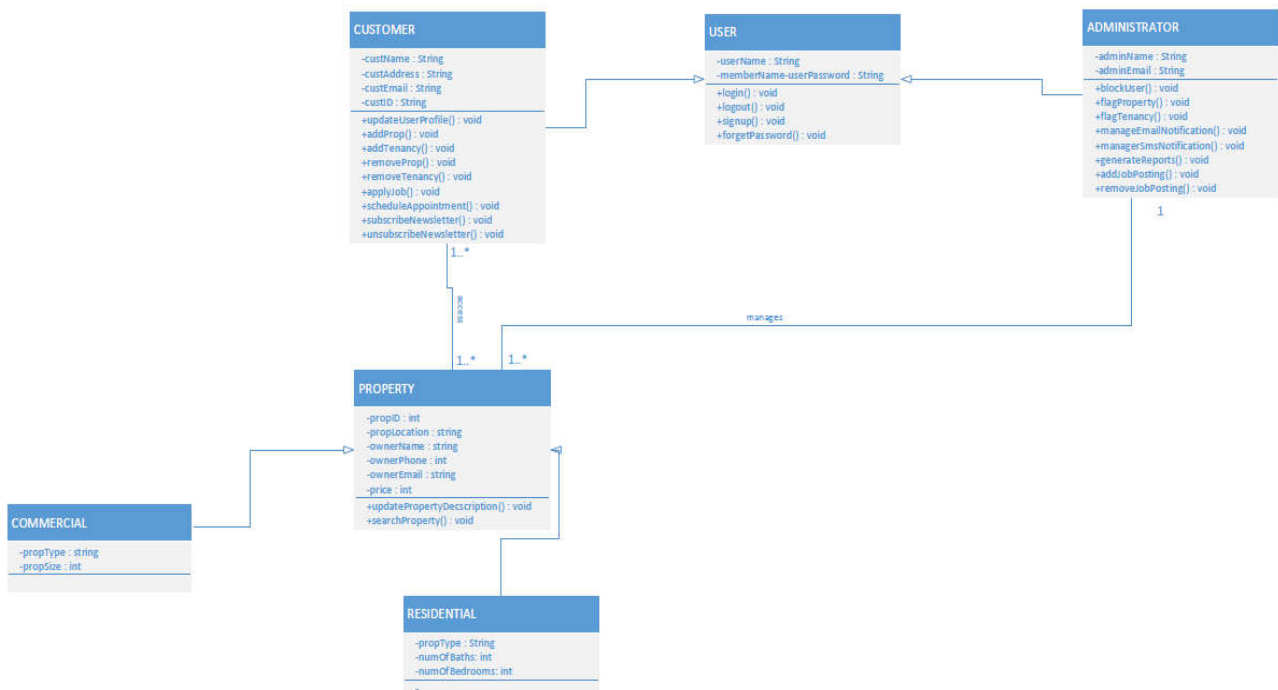 CUSTOMER
-custName : String
-custAddress : String
-custEmail : String
-custID : String
+updateUserProfile() : void
+addProp() : void
+addTenancy() : void
+removeProp() : void
+removeTenancy() : void
+applyJob() : void
+scheduleAppointment() : void
+subscribeNewsletter() : void
+unsubscribeNewsletter() : void
USER
-userName : String
-memberName-userPassword : String
+login() : void
+logout() : void
+signup() : void
+forgetPassword() : void
ADMINISTRATOR
-adminName : String
-adminEmail : String
+blockUser() : void
+flagProperty() : void
+flagTenancy() : void
+manageEmailNotification() : void
+managerSmsNotification() : void
+generateReports() : void
+addJobPosting() : void
+removeJobPosting() : void
1
1..*
access
manages
1..*
1..*
PROPERTY
-propID : int
-propLocation : string
-ownerName : string
-ownerPhone : int
-ownerEmail : string
-price : int
+updatePropertyDecscription() : void
+searchProperty() : void
COMMERCIAL
-propType : string
-propSize : int
RESIDENTIAL
-propType : String
-numOfBaths: int
-numOfBedrooms: int